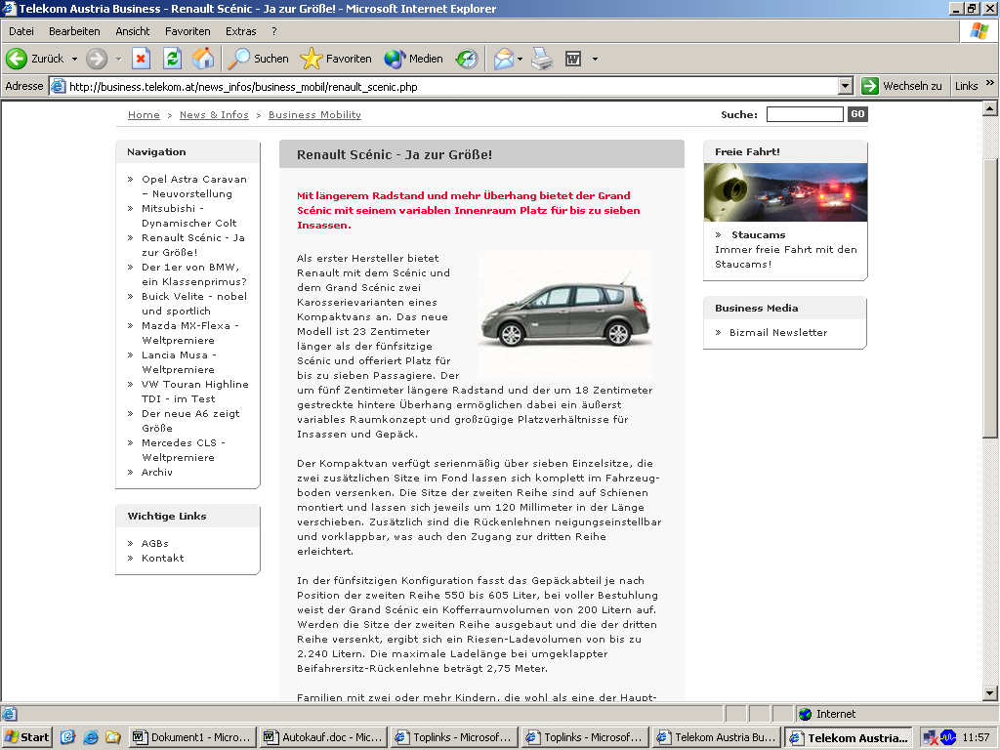 Telekom Austria Business - Renault Scénic - Ja zur Größe! - Microsoft Internet Explorer
Datei Bearbeiten Ansicht Favoriten Extras ?
Zurück Suchen Favoriten Medien
Adresse http://business.telekom.at/news_infos/business_mobil/renault_scenic.php Wechseln zu Links »
Home > News & Infos > Business Mobility
Suche: GO
Navigation
» Opel Astra Caravan
– Neuvorstellung
» Mitsubishi -
Dynamischer Colt
» Renault Scénic - Ja
zur Größe!
» Der 1er von BMW,
ein Klassenprimus?
» Buick Velite - nobel
und sportlich
» Mazda MX-Flexa -
Weltpremiere
» Lancia Musa -
Weltpremiere
» VW Touran Highline
TDI - im Test
» Der neue A6 zeigt
Größe
» Mercedes CLS -
Weltpremiere
» Archiv
Wichtige Links
» AGBs
» Kontakt
Renault Scénic - Ja zur Größe!
Mit längerem Radstand und mehr Überhang bietet der Grand
Scénic mit seinem variablen Innenraum Platz für bis zu sieben
Insassen.
Als erster Hersteller bietet
Renault mit dem Scénic und
dem Grand Scénic zwei
Karosserievarianten eines
Kompaktvans an. Das neue
Modell ist 23 Zentimeter
länger als der fünfsitzige
Scénic und offeriert Platz für
bis zu sieben Passagiere. Der
um fünf Zentimeter längere Radstand und der um 18 Zentimeter
gestreckte hintere Überhang ermöglichen dabei ein äußerst
variables Raumkonzept und großzügige Platzverhältnisse für
Insassen und Gepäck.
Der Kompaktvan verfügt serienmäßig über sieben Einzelsitze, die
zwei zusätzlichen Sitze im Fond lassen sich komplett im Fahrzeug-
boden versenken. Die Sitze der zweiten Reihe sind auf Schienen
montiert und lassen sich jeweils um 120 Millimeter in der Länge
verschieben. Zusätzlich sind die Rückenlehnen neigungseinstellbar
und vorklappbar, was auch den Zugang zur dritten Reihe
erleichtert.
In der fünfsitzigen Konfiguration fasst das Gepäckabteil je nach
Position der zweiten Reihe 550 bis 605 Liter, bei voller Bestuhlung
weist der Grand Scénic ein Kofferraumvolumen von 200 Litern auf.
Werden die Sitze der zweiten Reihe ausgebaut und die der dritten
Reihe versenkt, ergibt sich ein Riesen-Ladevolumen von bis zu
2.240 Litern. Die maximale Ladelänge bei umgeklappter
Beifahrersitz-Rückenlehne beträgt 2,75 Meter.
Familien mit zwei oder mehr Kindern, die wohl als eine der Haupt-
Freie Fahrt!
» Staucams
Immer freie Fahrt mit den
Staucams!
Business Media
» Bizmail Newsletter
Internet
Start Dokument1 - Micro... Autokauf.doc - Mic... Toplinks - Microsof... Toplinks - Microsof... Telekom Austria Bu... Telekom Austria... 11:57